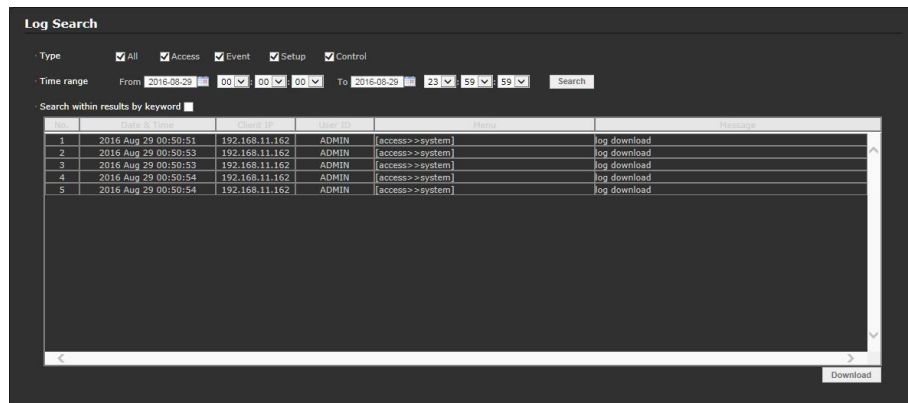 Log Search
· Type All Access Event Setup Control
· Time range From 2016-08-29 00 : 00 : 00 To 2016-08-29 23 : 59 : 59 Search
· Search within results by keyword
No. Date & Time Client IP User ID Menu Message
1 2016 Aug 29 00:50:51 192.168.11.162 ADMIN [access>>system] log download
2 2016 Aug 29 00:50:53 192.168.11.162 ADMIN [access>>system] log download
3 2016 Aug 29 00:50:53 192.168.11.162 ADMIN [access>>system] log download
4 2016 Aug 29 00:50:54 192.168.11.162 ADMIN [access>>system] log download
5 2016 Aug 29 00:50:54 192.168.11.162 ADMIN [access>>system] log download
Download